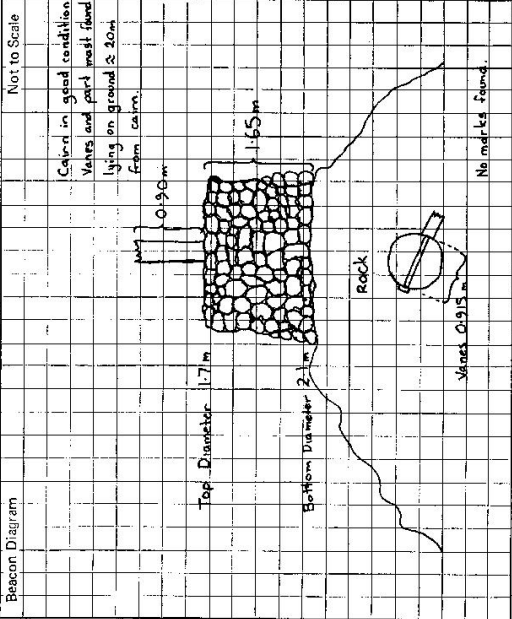 Beacon Diagram
Not to Scale
Cairn in good condition
Vanes and part mast found
lying on ground ≈ 20m
from cairn.
0.90m
Top Diameter 1.7m
1.65m
Bottom Diameter 2.1m
Rock
Vanes 0.915m
No marks found.